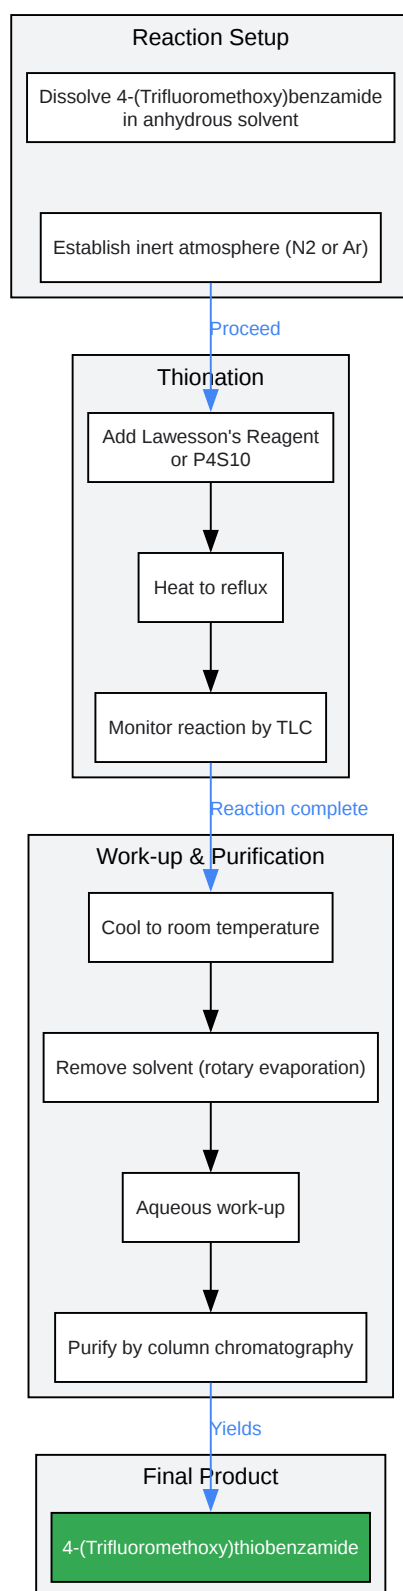 Reaction Setup
Dissolve 4-(Trifluoromethoxy)benzamide
in anhydrous solvent
Establish inert atmosphere (N2 or Ar)
Proceed
Thionation
Add Lawesson's Reagent
or P4S10
Heat to reflux
Monitor reaction by TLC
Reaction complete
Work-up & Purification
Cool to room temperature
Remove solvent (rotary evaporation)
Aqueous work-up
Purify by column chromatography
Yields
Final Product
4-(Trifluoromethoxy)thiobenzamide